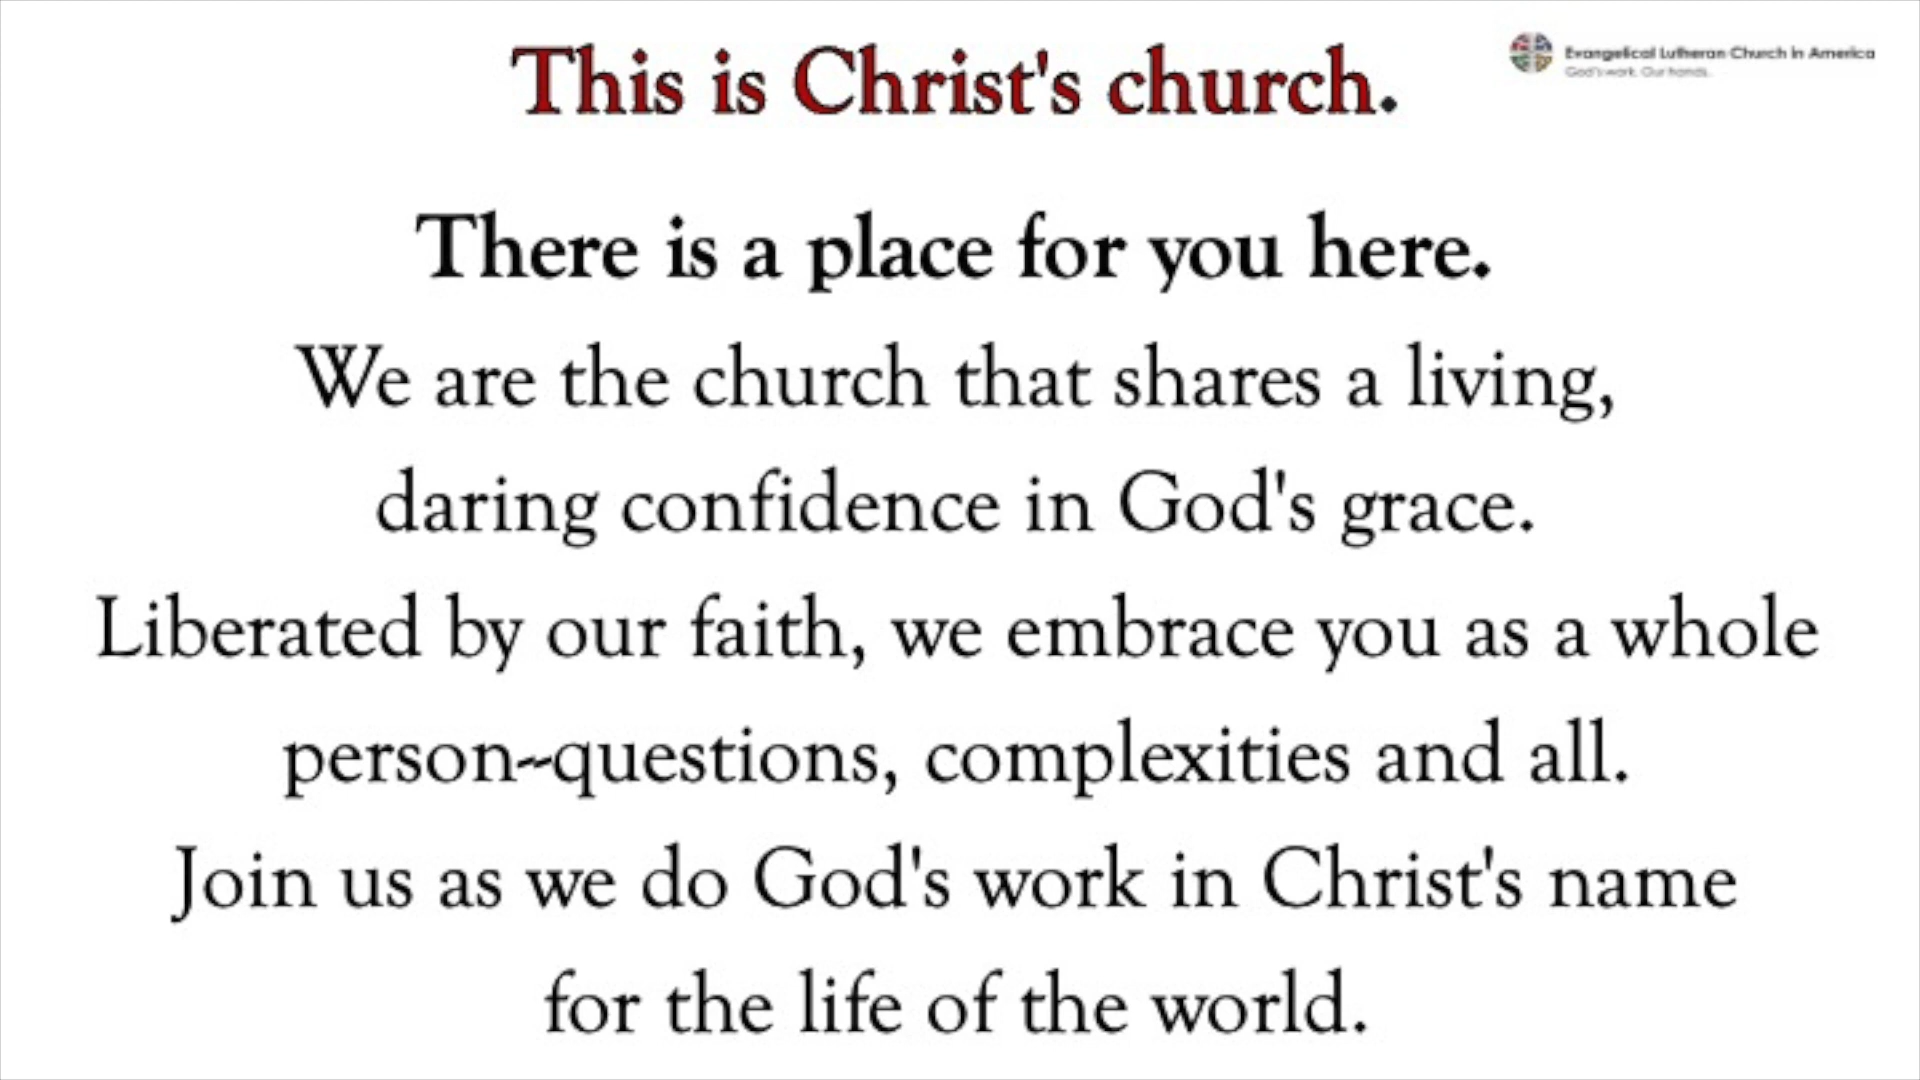 This is Christ's church.
Evangelical Lutheran Church in America
God's work. Our hands.
There is a place for you here.
We are the church that shares a living,
daring confidence in God's grace.
Liberated by our faith, we embrace you as a whole
person--questions, complexities and all.
Join us as we do God's work in Christ's name
for the life of the world.